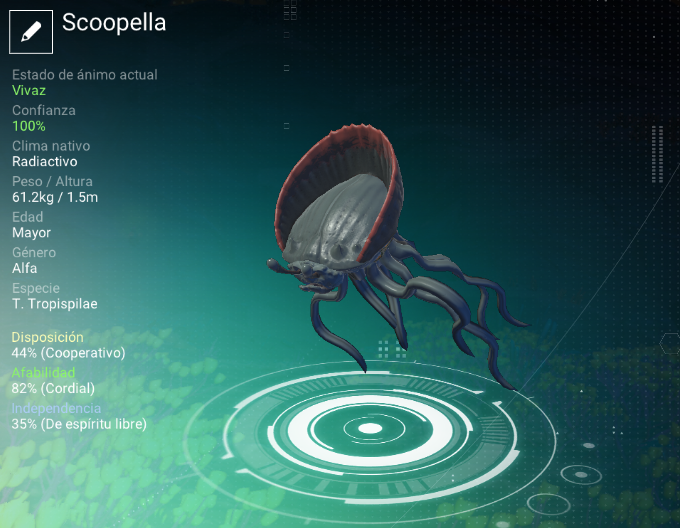 Scoopella
Estado de ánimo actual
Vivaz
Confianza
100%
Clima nativo
Radiactivo
Peso / Altura
61.2kg / 1.5m
Edad
Mayor
Género
Alfa
Especie
T. Tropispilae
Disposición
44% (Cooperativo)
Afabilidad
82% (Cordial)
Independencia
35% (De espíritu libre)